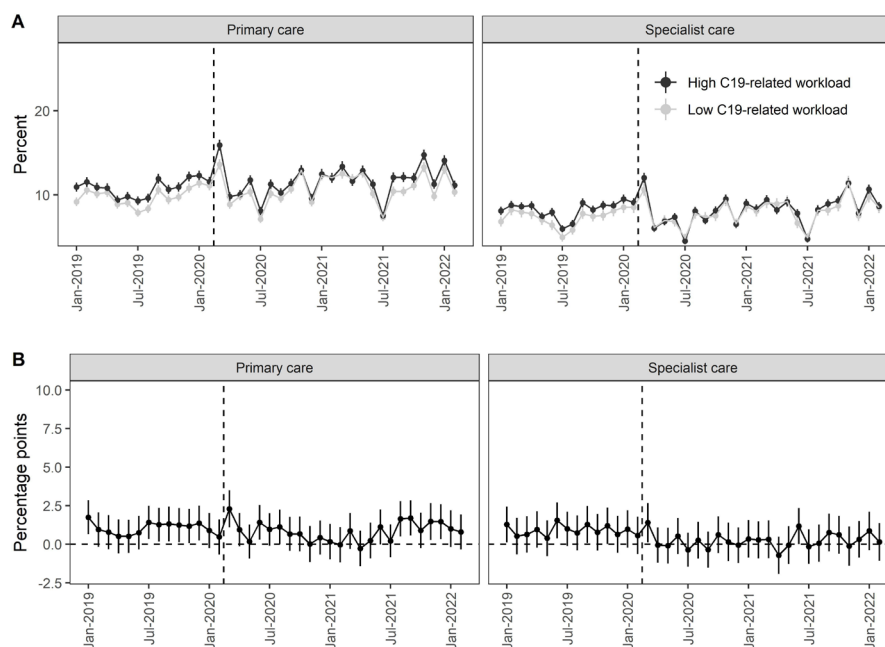 A
Primary care
Specialist care
High C19-related workload
Low C19-related workload
Percent
20
10
Jan-2019
Jul-2019
Jan-2020
Jul-2020
Jan-2021
Jul-2021
Jan-2022
Jan-2019
Jul-2019
Jan-2020
Jul-2020
Jan-2021
Jul-2021
Jan-2022
B
Primary care
Specialist care
Percentage points
10.0
7.5
5.0
2.5
0.0
-2.5
Jan-2019
Jul-2019
Jan-2020
Jul-2020
Jan-2021
Jul-2021
Jan-2022
Jan-2019
Jul-2019
Jan-2020
Jul-2020
Jan-2021
Jul-2021
Jan-2022